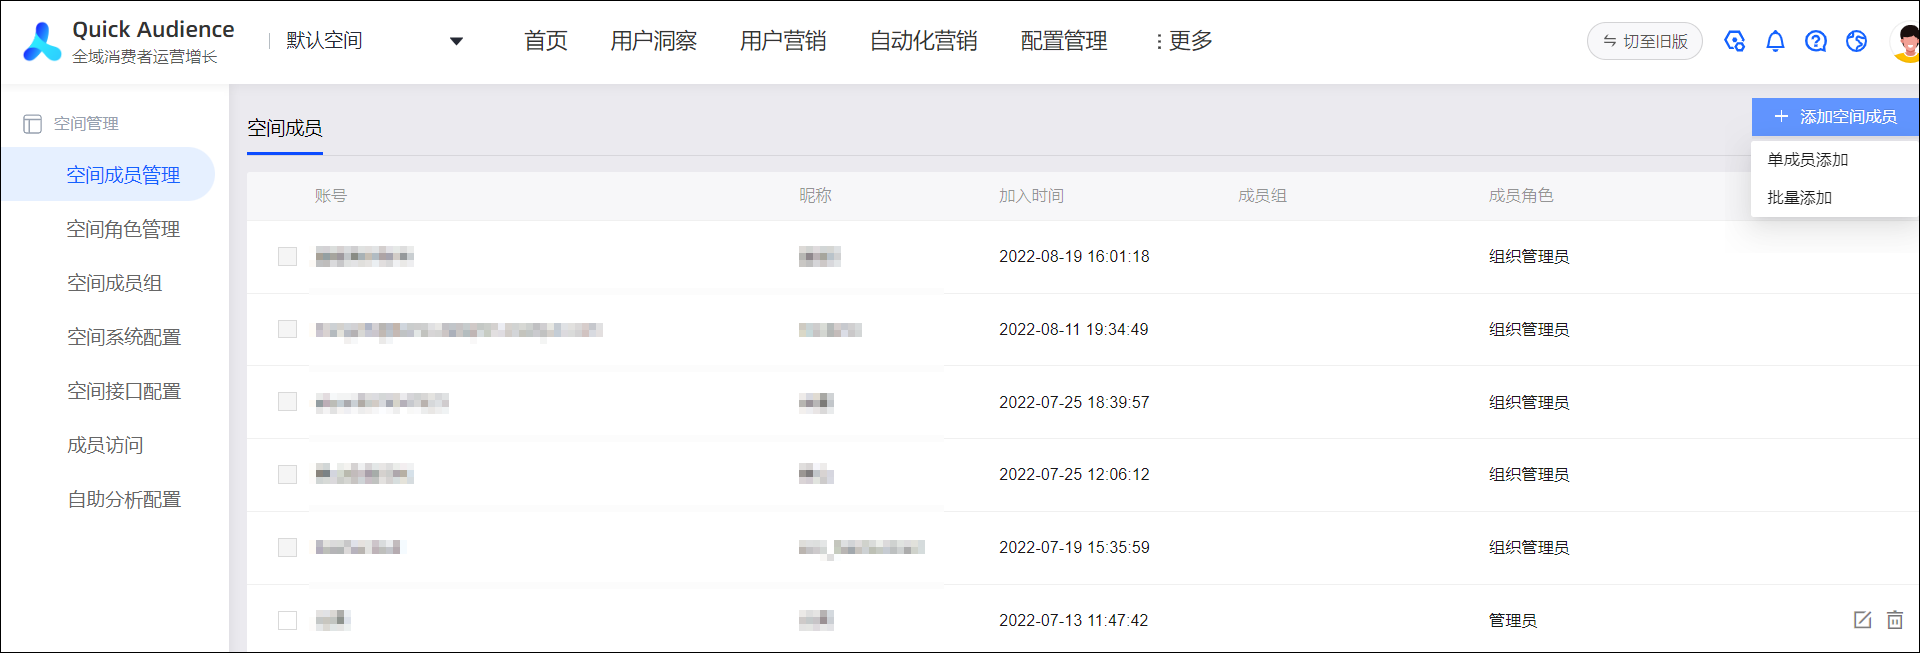 Quick Audience
全域消费者运营增长
默认空间
首页 用户洞察 用户营销 自动化营销 配置管理 更多
切至旧版
空间管理
空间成员管理
空间角色管理
空间成员组
空间系统配置
空间接口配置
成员访问
自助分析配置
空间成员
+ 添加空间成员
单成员添加
批量添加
账号 昵称 加入时间 成员组 成员角色
2022-08-19 16:01:18 组织管理员
2022-08-11 19:34:49 组织管理员
2022-07-25 18:39:57 组织管理员
2022-07-25 12:06:12 组织管理员
2022-07-19 15:35:59 组织管理员
2022-07-13 11:47:42 管理员